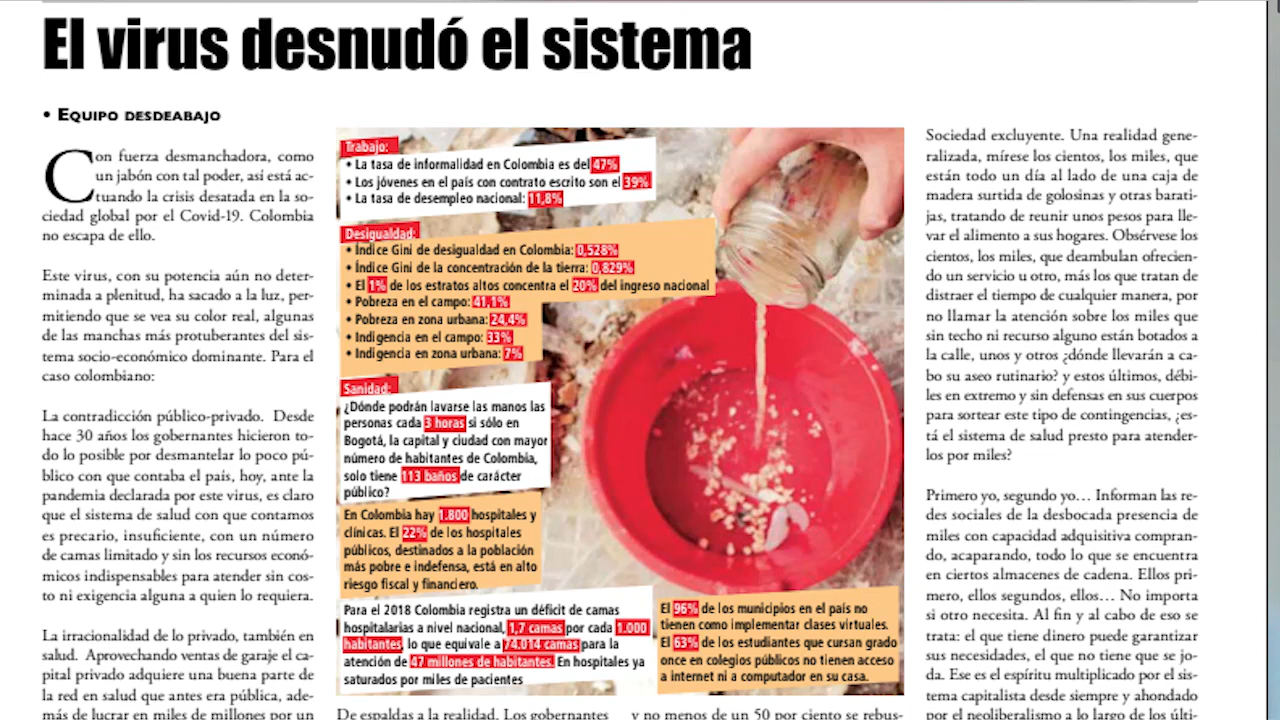 El virus desnudó el sistema
• Equipo desdeabajo
Con fuerza desmanchadora, como
un jabón con tal poder, así está ac-
tuando la crisis desatada en la so-
ciedad global por el Covid-19. Colombia
no escapa de ello.
Este virus, con su potencia aún no deter-
minada a plenitud, ha sacado a la luz, per-
mitiendo que se vea su color real, algunas
de las manchas más protuberantes del sis-
tema socio-económico dominante. Para el
caso colombiano:
La contradicción público-privado. Desde
hace 30 años los gobernantes hicieron to-
do lo posible por desmantelar lo poco pú-
blico con que contaba el país, hoy, ante la
pandemia declarada por este virus, es claro
que el sistema de salud con que contamos
es precario, insuficiente, con un número
de camas limitado y sin los recursos econó-
micos indispensables para atender sin cos-
to ni exigencia alguna a quien lo requiera.
La irracionalidad de lo privado, también en
salud. Aprovechando ventas de garaje el ca-
pital privado adquiere una buena parte de
la red en salud que antes era pública, ade-
más de lucrar en miles de millones por un
Trabajo:
• La tasa de informalidad en Colombia es del 47%
• Los jóvenes en el país con contrato escrito son el 39%
• La tasa de desempleo nacional: 11,8%
Desigualdad:
• Índice Gini de desigualdad en Colombia: 0,528%
• Índice Gini de la concentración de la tierra: 0,829%
• El 1% de los estratos altos concentra el 20% del ingreso nacional
• Pobreza en el campo: 41,1%
• Pobreza en zona urbana: 24,4%
• Indigencia en el campo: 33%
• Indigencia en zona urbana: 7%
Sanidad:
¿Dónde podrán lavarse las manos las
personas cada 3 horas si sólo en
Bogotá, la capital y ciudad con mayor
número de habitantes de Colombia,
solo tiene 113 baños de carácter
público?
En Colombia hay 1.800 hospitales y
clínicas. El 22% de los hospitales
públicos, destinados a la población
más pobre e indefensa, está en alto
riesgo fiscal y financiero.
Para el 2018 Colombia registra un déficit de camas
hospitalarias a nivel nacional, 1,7 camas por cada 1.000
habitantes, lo que equivale a 74.014 camas para la
atención de 47 millones de habitantes. En hospitales ya
saturados por miles de pacientes
El 96% de los municipios en el país no
tienen como implementar clases virtuales.
El 63% de los estudiantes que cursan grado
once en colegios públicos no tienen acceso
a internet ni a computador en su casa.
De espaldas a la realidad. Los gobernantes
y no menos de un 50 por ciento se rebus-
Sociedad excluyente. Una realidad gene-
ralizada, mírese los cientos, los miles, que
están todo un día al lado de una caja de
madera surtida de golosinas y otras barati-
jas, tratando de reunir unos pesos para lle-
var el alimento a sus hogares. Obsérvese los
cientos, los miles, que deambulan ofrecien-
do un servicio u otro, más los que tratan de
distraer el tiempo de cualquier manera, por
no llamar la atención sobre los miles que
sin techo ni recurso alguno están botados a
la calle, unos y otros ¿dónde llevarán a ca-
bo su aseo rutinario? y estos últimos, débi-
les en extremo y sin defensas en sus cuerpos
para sortear este tipo de contingencias, ¿es-
tá el sistema de salud presto para atender-
los por miles?
Primero yo, segundo yo… Informan las re-
des sociales de la desbocada presencia de
miles con capacidad adquisitiva compran-
do, acaparando, todo lo que se encuentra
en ciertos almacenes de cadena. Ellos pri-
mero, ellos segundos, ellos… No importa
si otro necesita. Al fin y al cabo de eso se
trata: el que tiene dinero puede garantizar
sus necesidades, el que no tiene que se jo-
da. Ese es el espíritu multiplicado por el sis-
tema capitalista desde siempre y ahondado
por el neoliberalismo a lo largo de los últi-